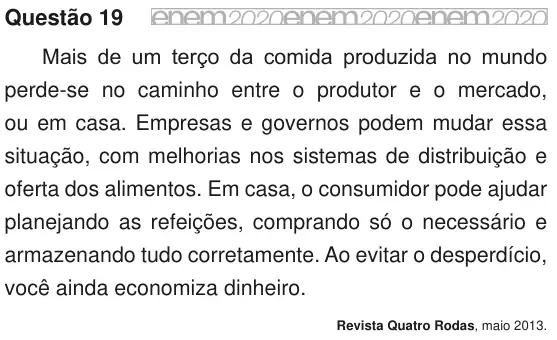 Questão 19 enem2020enem2020enem2020
Mais de um terço da comida produzida no mundo
perde-se no caminho entre o produtor e o mercado,
ou em casa. Empresas e governos podem mudar essa
situação, com melhorias nos sistemas de distribuição e
oferta dos alimentos. Em casa, o consumidor pode ajudar
planejando as refeições, comprando só o necessário e
armazenando tudo corretamente. Ao evitar o desperdício,
você ainda economiza dinheiro.
Revista Quatro Rodas, maio 2013.